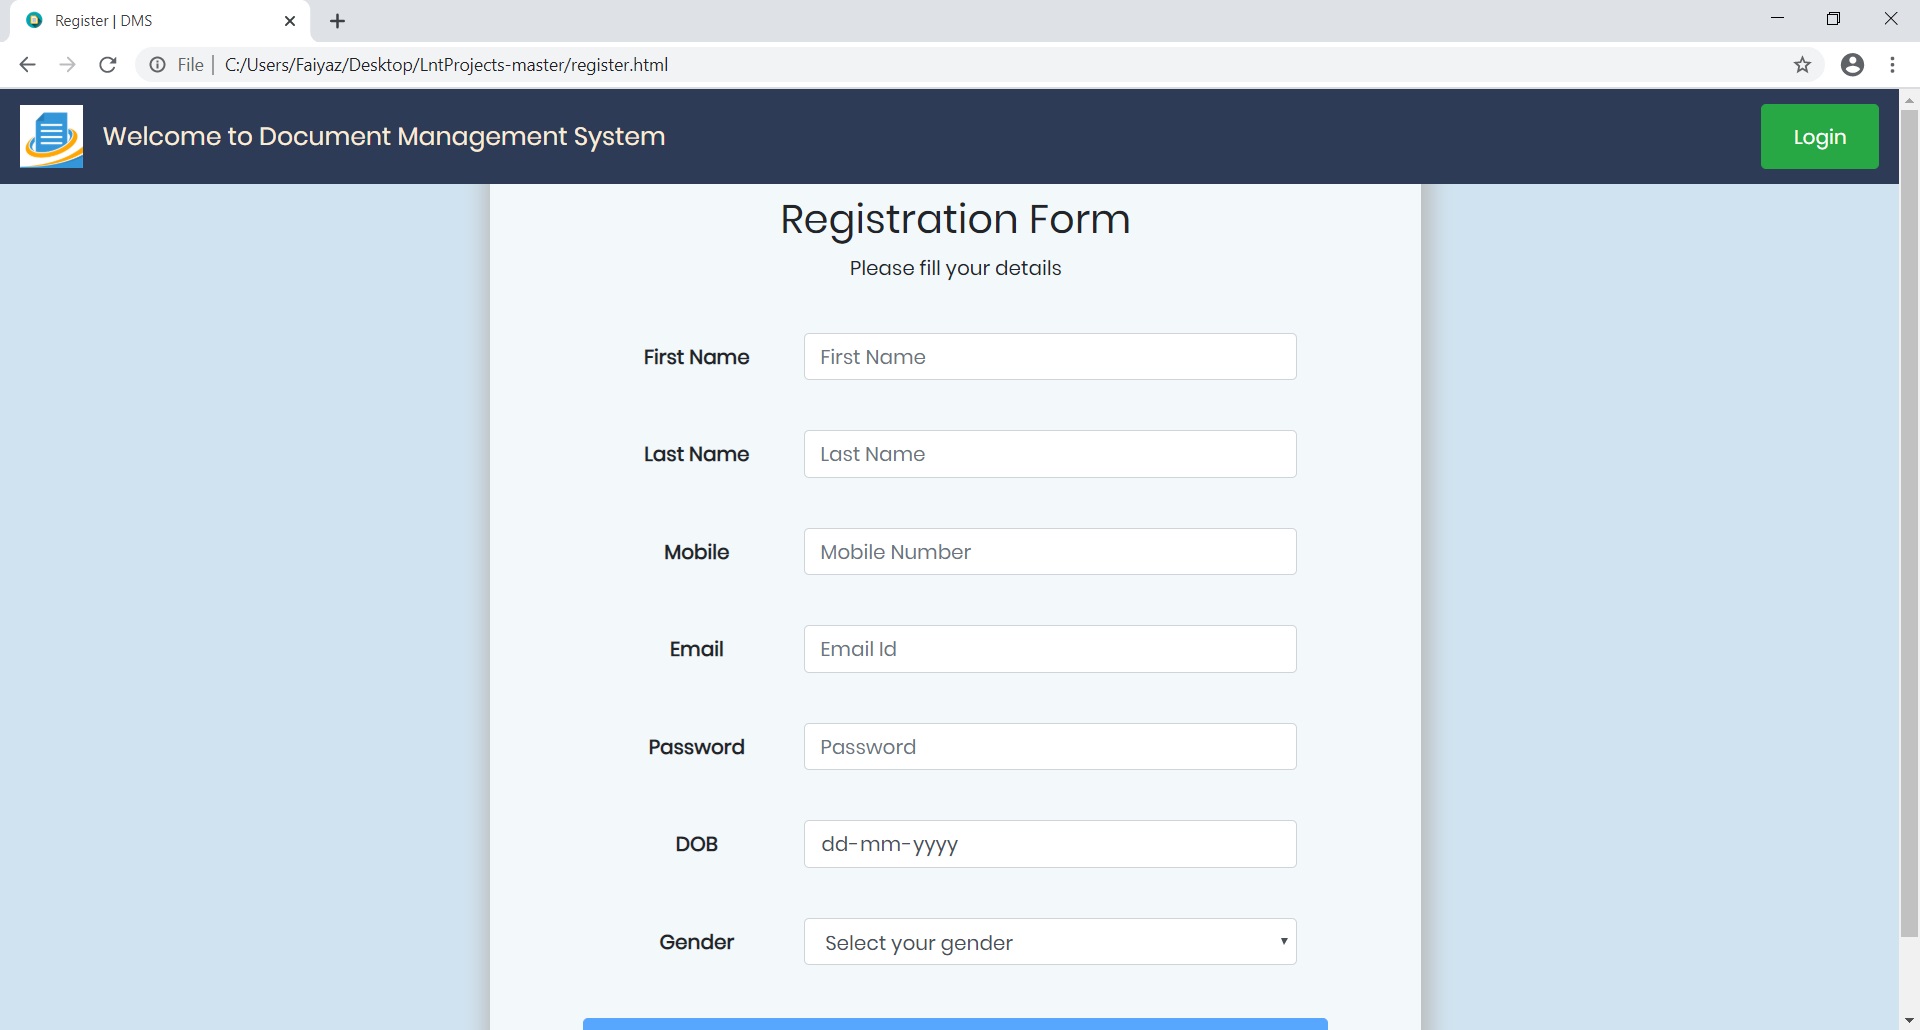 Register | DMS
File | C:/Users/Faiyaz/Desktop/LntProjects-master/register.html
Welcome to Document Management System
Login
Registration Form
Please fill your details
First Name First Name
Last Name Last Name
Mobile Mobile Number
Email Email Id
Password Password
DOB dd-mm-yyyy
Gender Select your gender